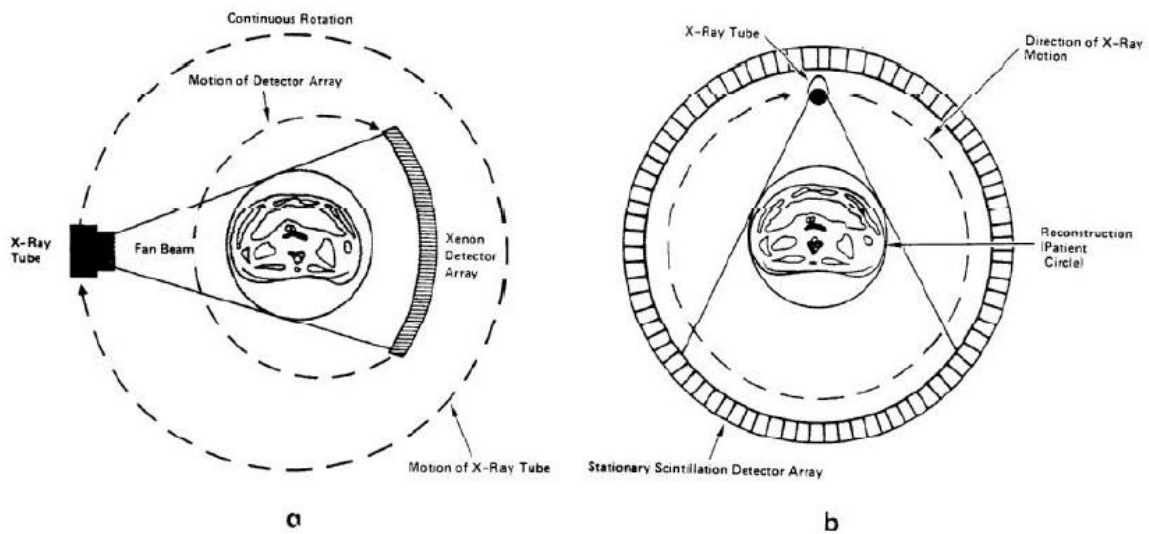 Continuous Rotation
Motion of Detector Array
X-Ray
Tube
Fan Beam
Xenon
Detector
Array
Motion of X-Ray Tube
a
X-Ray Tube
Direction of X-Ray
Motion
Reconstruction
(Patient
Circle)
Stationary Scintillation Detector Array
b